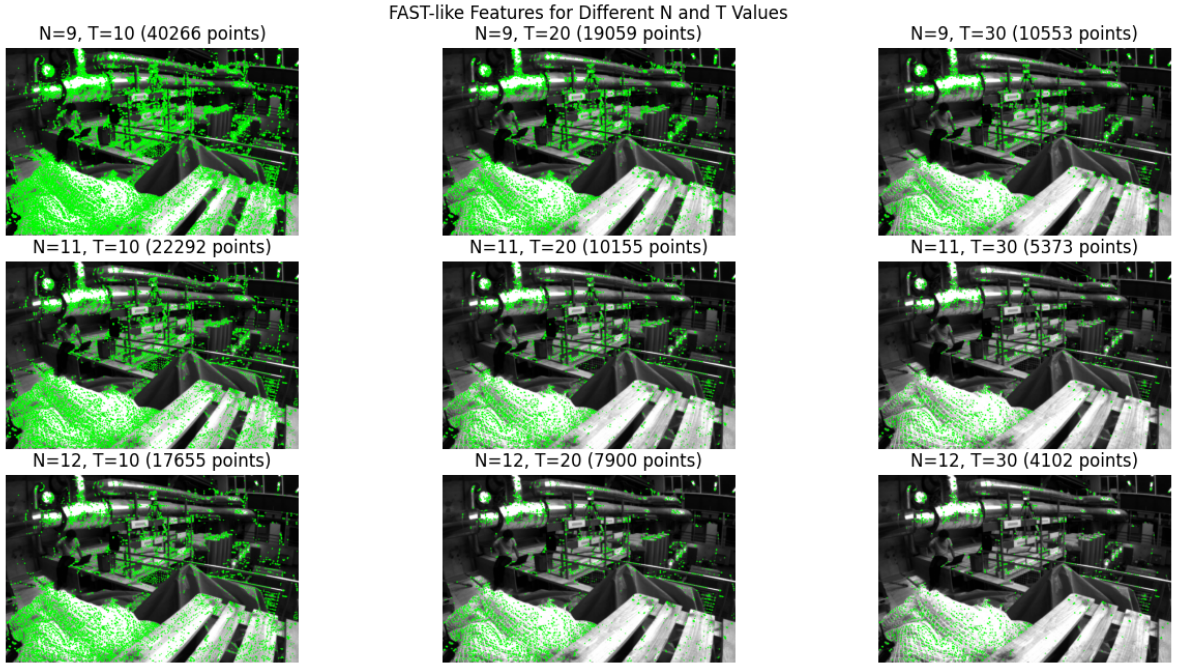 FAST-like Features for Different N and T Values
N=9, T=10 (40266 points)
N=9, T=20 (19059 points)
N=9, T=30 (10553 points)
N=11, T=10 (22292 points)
N=11, T=20 (10155 points)
N=11, T=30 (5373 points)
N=12, T=10 (17655 points)
N=12, T=20 (7900 points)
N=12, T=30 (4102 points)